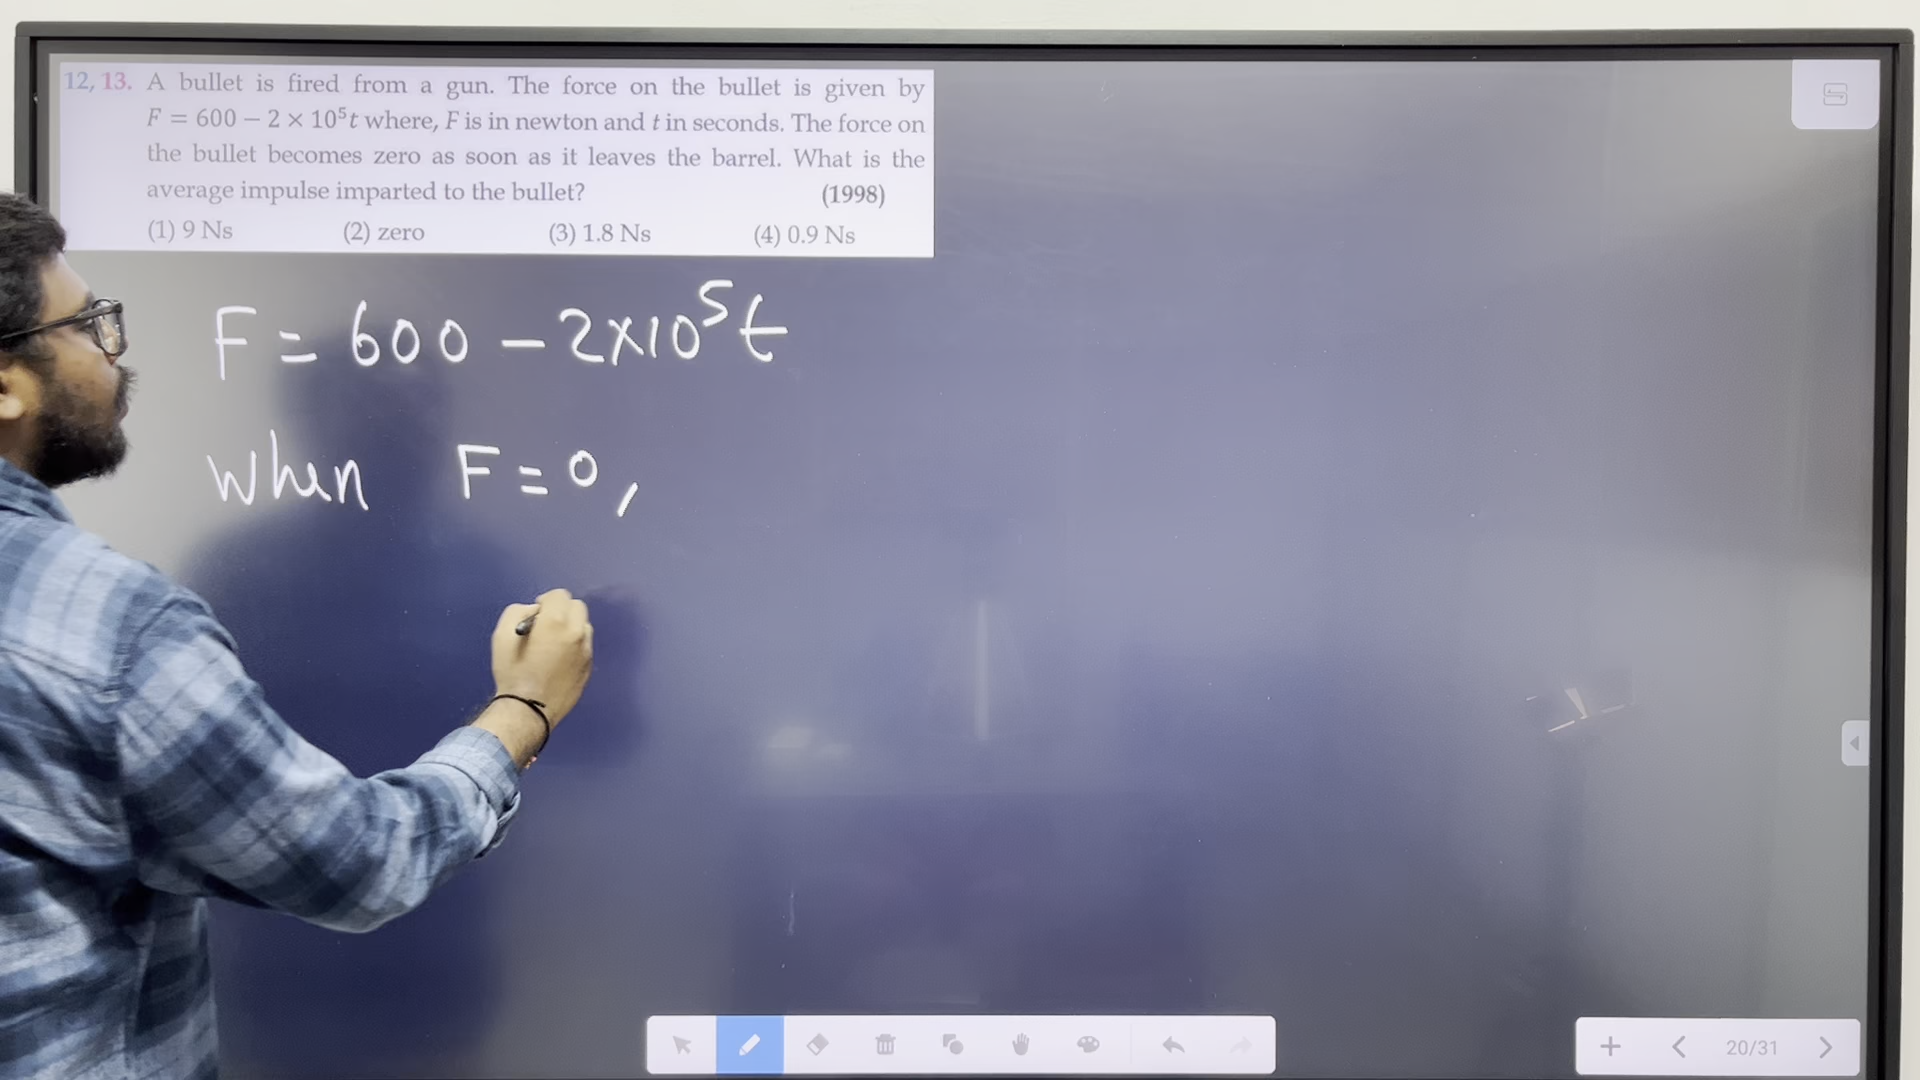 12, 13. A bullet is fired from a gun. The force on the bullet is given by
F = 600 – 2 × 10⁵t where, F is in newton and t in seconds. The force on
the bullet becomes zero as soon as it leaves the barrel. What is the
average impulse imparted to the bullet? (1998)
(1) 9 Ns (2) zero (3) 1.8 Ns (4) 0.9 Ns
F = 600 – 2×10⁵t
When F = 0,
20/31